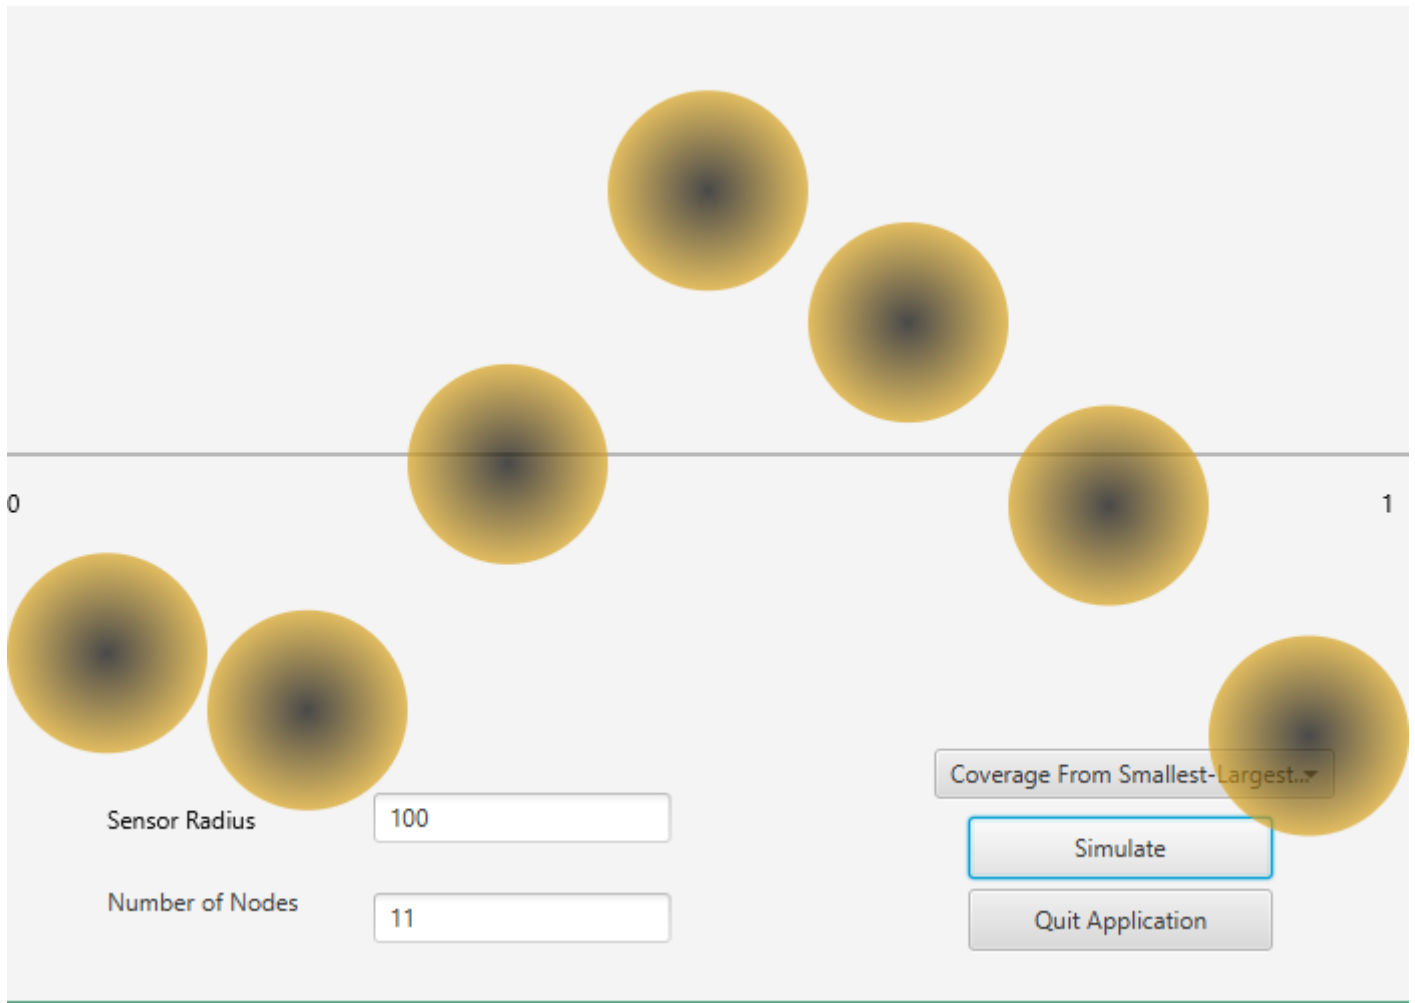 0
1
Coverage From Smallest-Largest...
Sensor Radius
100
Simulate
Number of Nodes
11
Quit Application